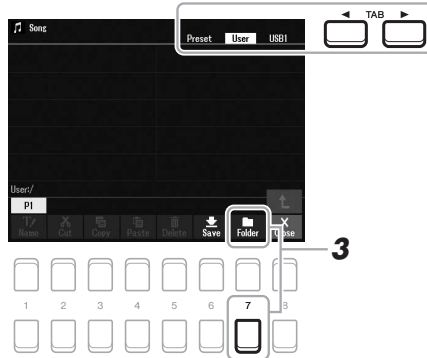 Song
Preset User USB1
◄ TAB ►
User:/
P1
Name Cut Copy Paste Delete Save Folder Close
3
1 2 3 4 5 6 7 8